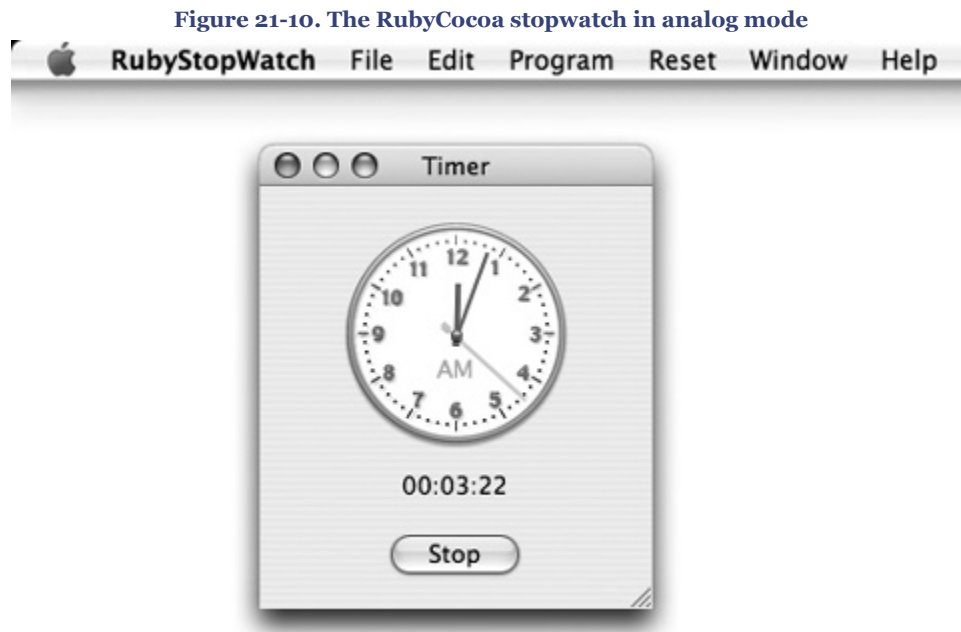 Figure 21-10. The RubyCocoa stopwatch in analog mode
RubyStopWatch File Edit Program Reset Window Help
Timer
12
11 1
10 2
9 3
AM
8 4
7 5
6
00:03:22
Stop